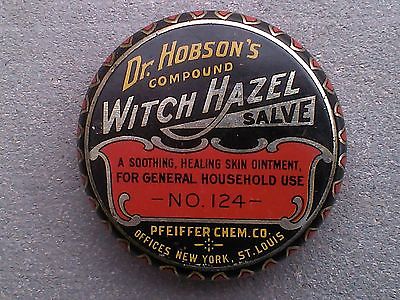 Dr. HOBSON'S
COMPOUND
WITCH HAZEL
SALVE
A SOOTHING, HEALING SKIN OINTMENT,
FOR GENERAL HOUSEHOLD USE
-NO. 124-
PFEIFFER CHEM. CO.
OFFICES NEW YORK, ST. LOUIS